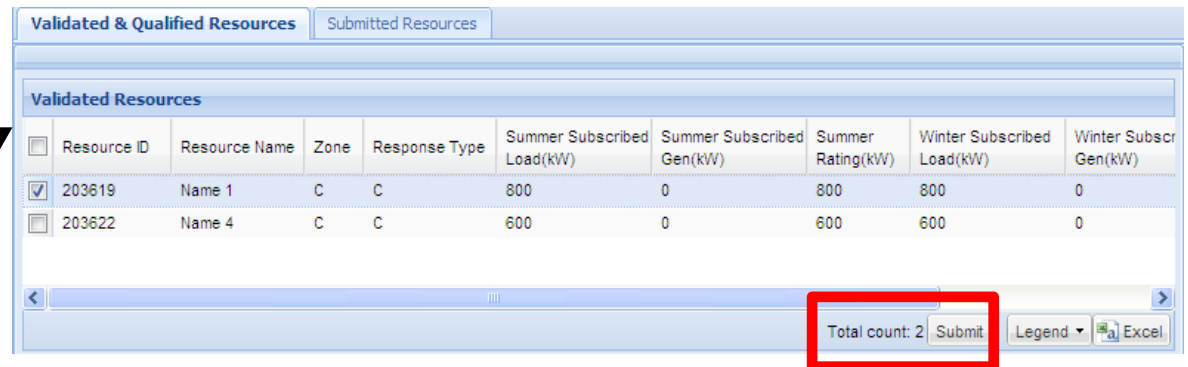 Validated & Qualified Resources Submitted Resources
Validated Resources
Resource ID Resource Name Zone Response Type Summer Subscribed Load(kW) Summer Subscribed Gen(kW) Summer Rating(kW) Winter Subscribed Load(kW) Winter Subscr Gen(kW)
203619 Name 1 C C 800 0 800 800 0
203622 Name 4 C C 600 0 600 600 0
Total count: 2 Submit Legend Excel